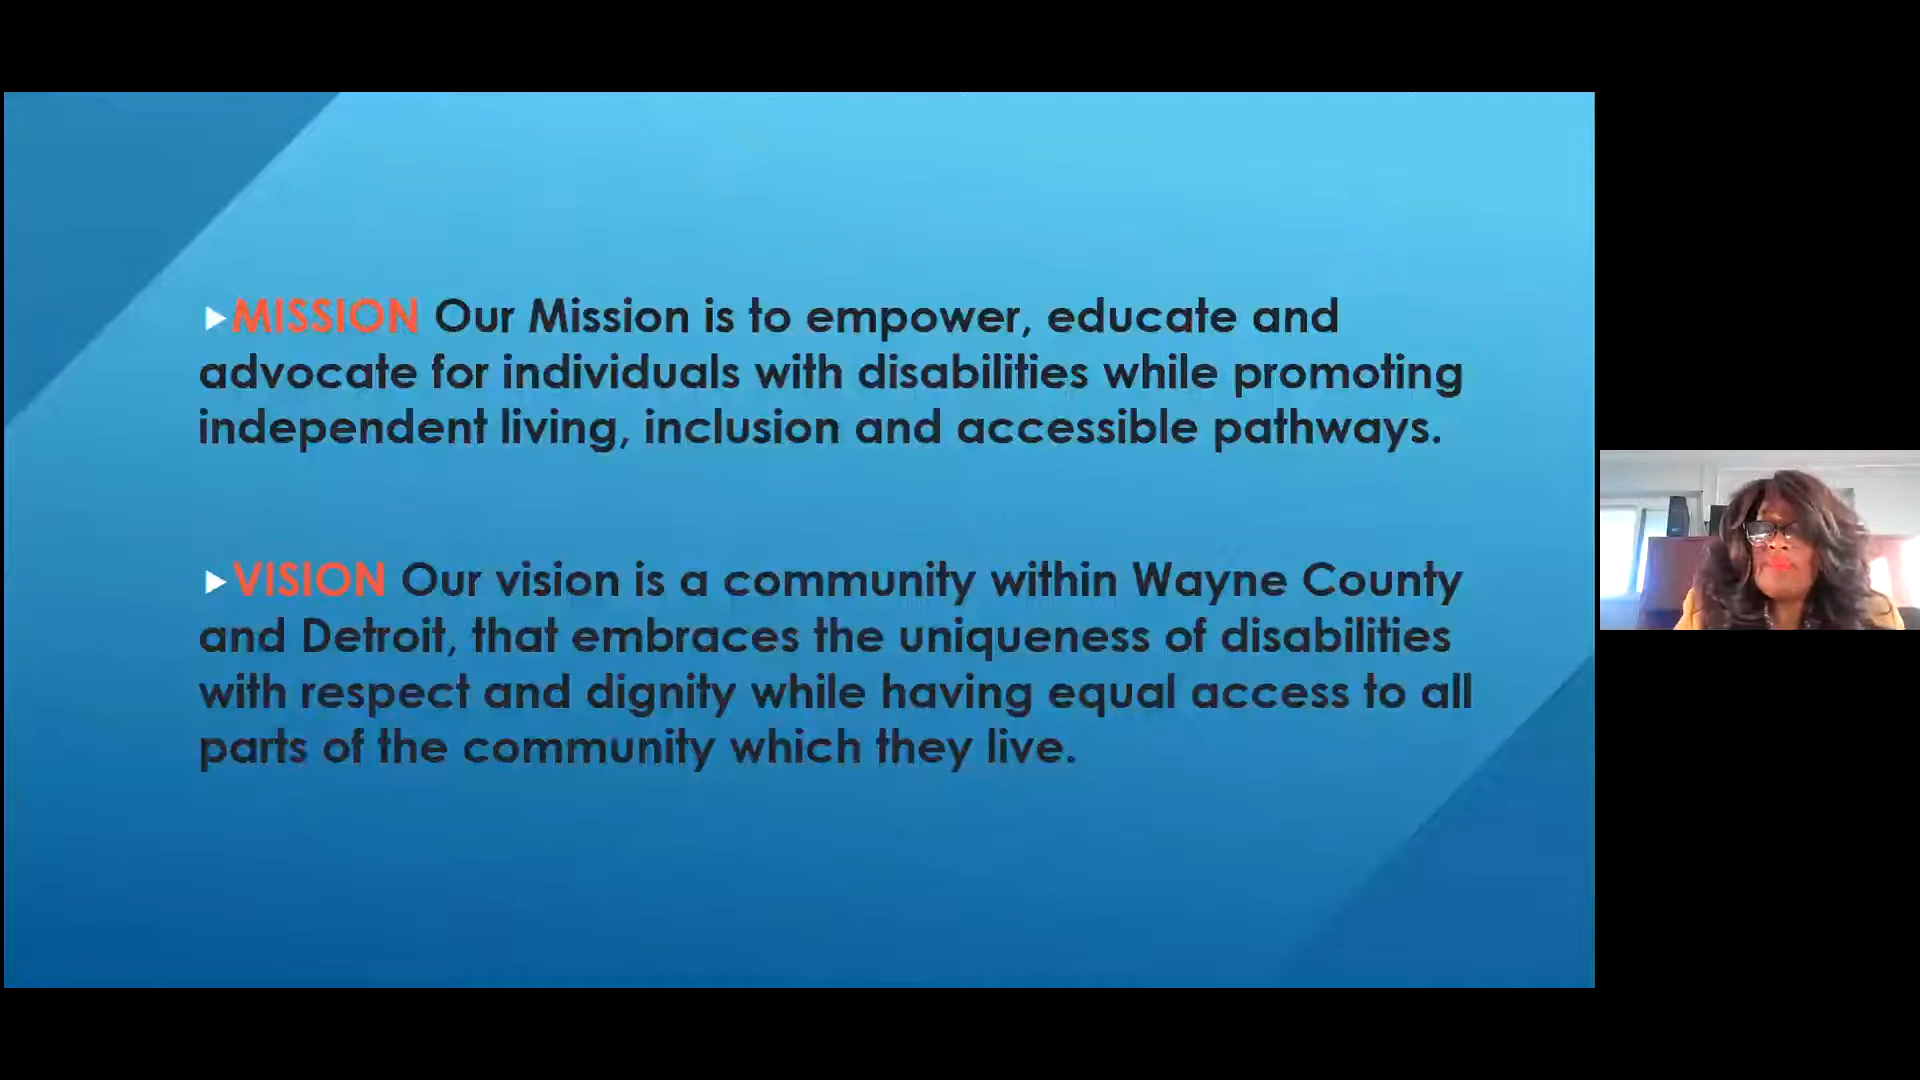 MISSION Our Mission is to empower, educate and
advocate for individuals with disabilities while promoting
independent living, inclusion and accessible pathways.
VISION Our vision is a community within Wayne County
and Detroit, that embraces the uniqueness of disabilities
with respect and dignity while having equal access to all
parts of the community which they live.